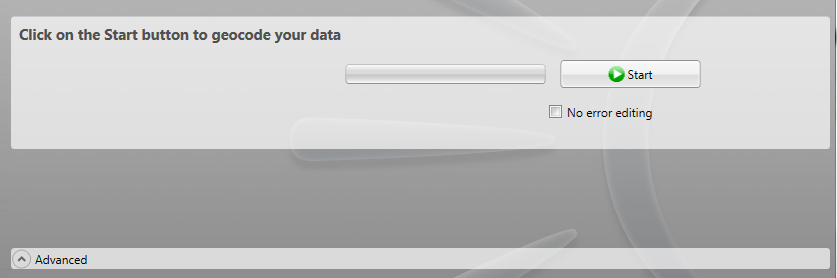 Click on the Start button to geocode your data
Start
No error editing
Advanced